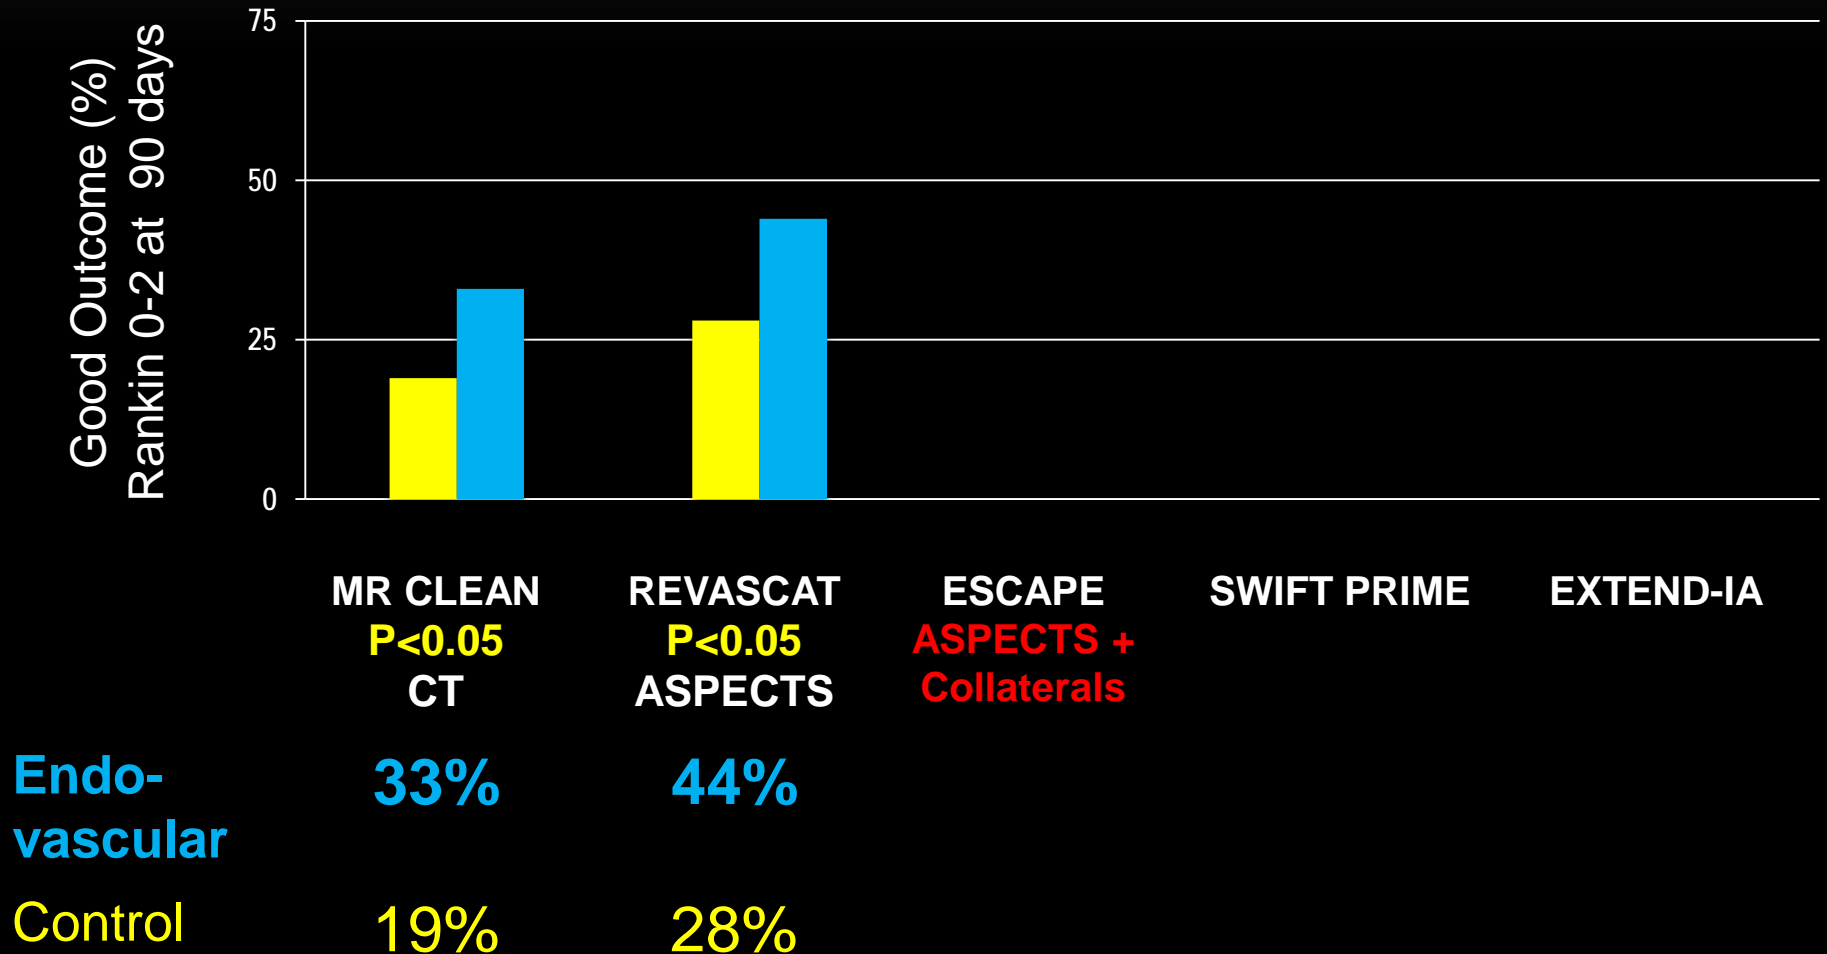 Good Outcome (%)
Rankin 0-2 at 90 days
75
50
25
0
MR CLEAN
P<0.05
CT
REVASCAT
P<0.05
ASPECTS
ESCAPE
ASPECTS +
Collaterals
SWIFT PRIME
EXTEND-IA
Endo-
vascular
33%
44%
Control
19%
28%